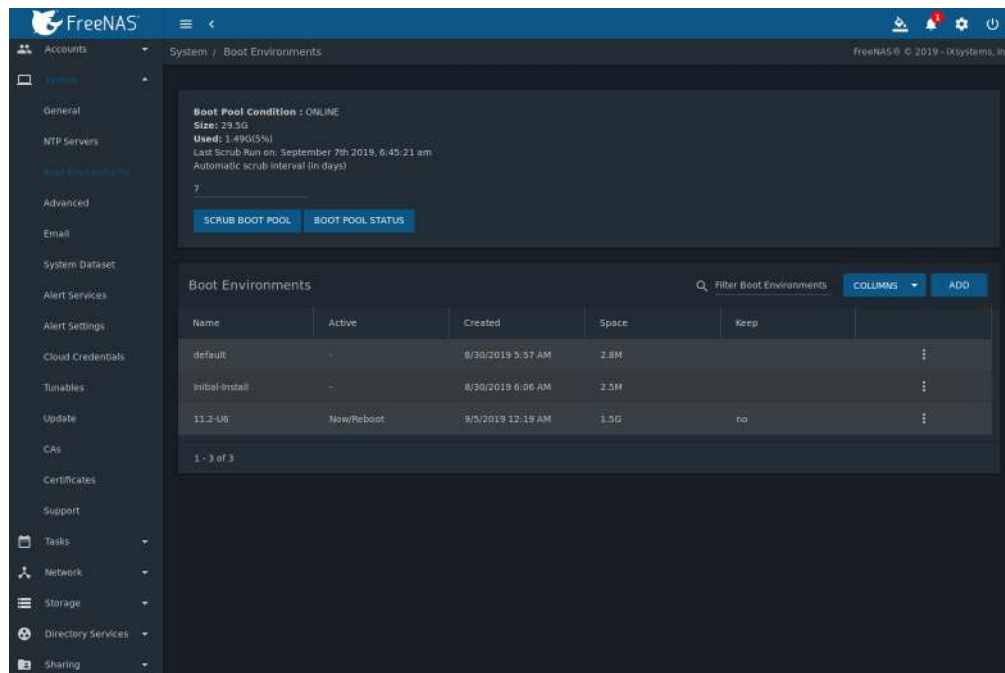 FreeNAS
1
Accounts
System / Boot Environments
FreeNAS® © 2019 - iXsystems, In
System
General
NTP Servers
Boot Environments
Advanced
Email
System Dataset
Alert Services
Alert Settings
Cloud Credentials
Tunables
Update
CAs
Certificates
Support
Tasks
Network
Storage
Directory Services
Sharing
Boot Pool Condition : ONLINE
Size: 29.5G
Used: 1.49G(5%)
Last Scrub Run on: September 7th 2019, 6:45:21 am
Automatic scrub interval (in days)
7
SCRUB BOOT POOL BOOT POOL STATUS
Boot Environments Filter Boot Environments COLUMNS ADD
Name Active Created Space Keep
default - 8/30/2019 5:57 AM 2.8M
Initial-Install - 8/30/2019 6:06 AM 2.5M
11.2-U6 Now/Reboot 9/5/2019 12:19 AM 1.5G no
1 - 3 of 3